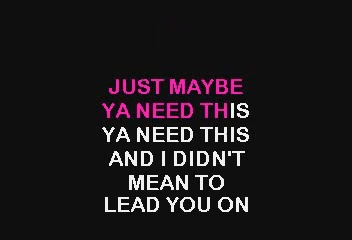 JUST MAYBE
YA NEED THIS
YA NEED THIS
AND I DIDN'T
MEAN TO
LEAD YOU ON